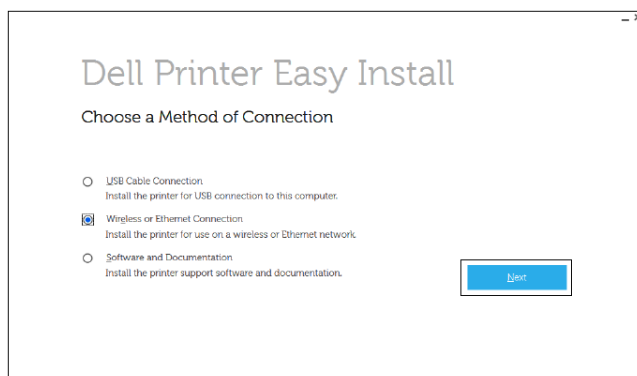 Dell Printer Easy Install
Choose a Method of Connection
USB Cable Connection
Install the printer for USB connection to this computer.
Wireless or Ethernet Connection
Install the printer for use on a wireless or Ethernet network.
Software and Documentation
Install the printer support software and documentation.
Next